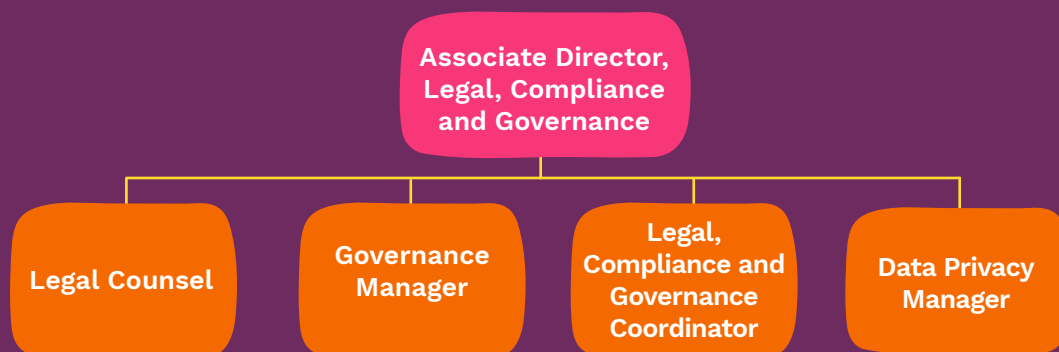 Associate Director,
Legal, Compliance
and Governance
Legal Counsel
Governance
Manager
Legal,
Compliance and
Governance
Coordinator
Data Privacy
Manager